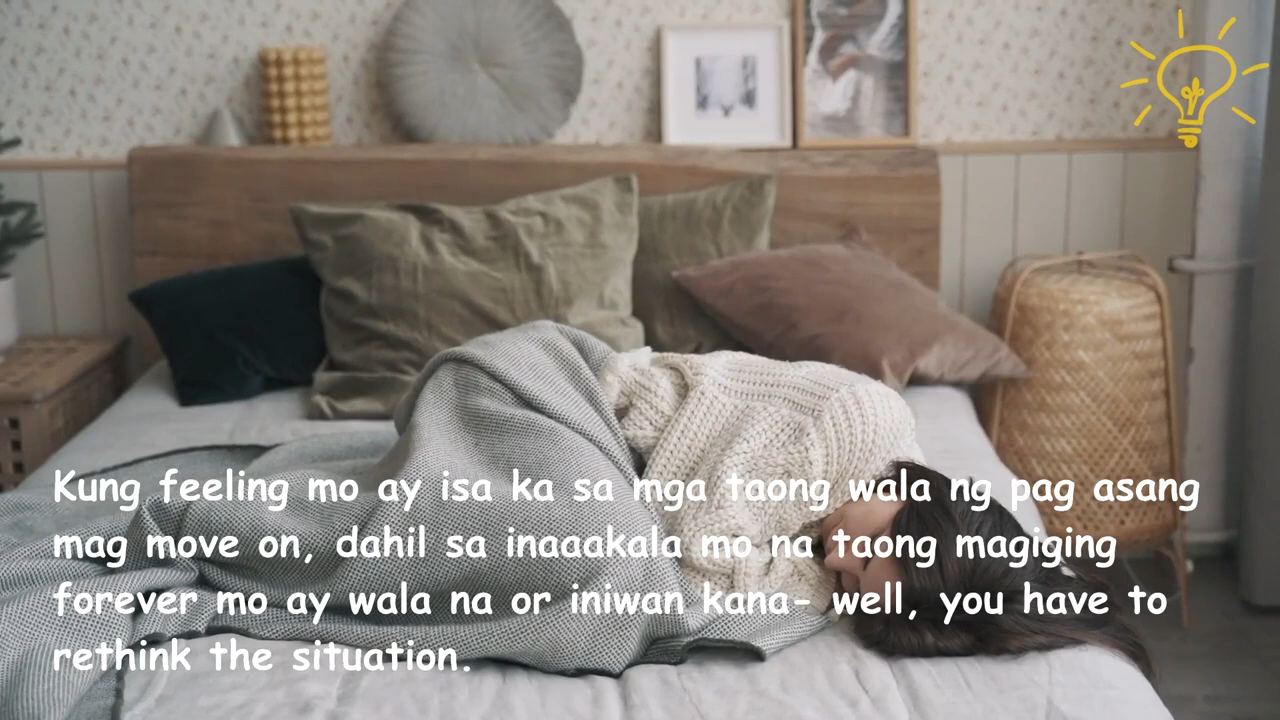 Kung feeling mo ay isa ka sa mga taong wala ng pag asang
mag move on, dahil sa inaaakala mo na taong magiging
forever mo ay wala na or iniwan kana- well, you have to
rethink the situation.